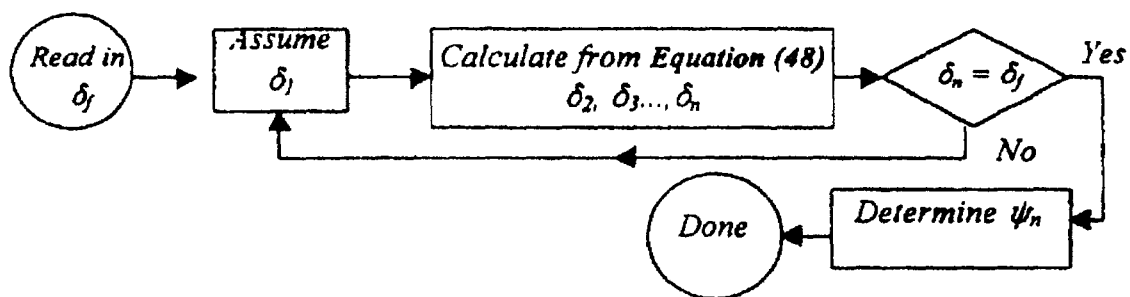 Read in
δf
Assume
δ1
Calculate from Equation (48)
δ2, δ3..., δn
δn = δf
Yes
No
Determine ψn
Done